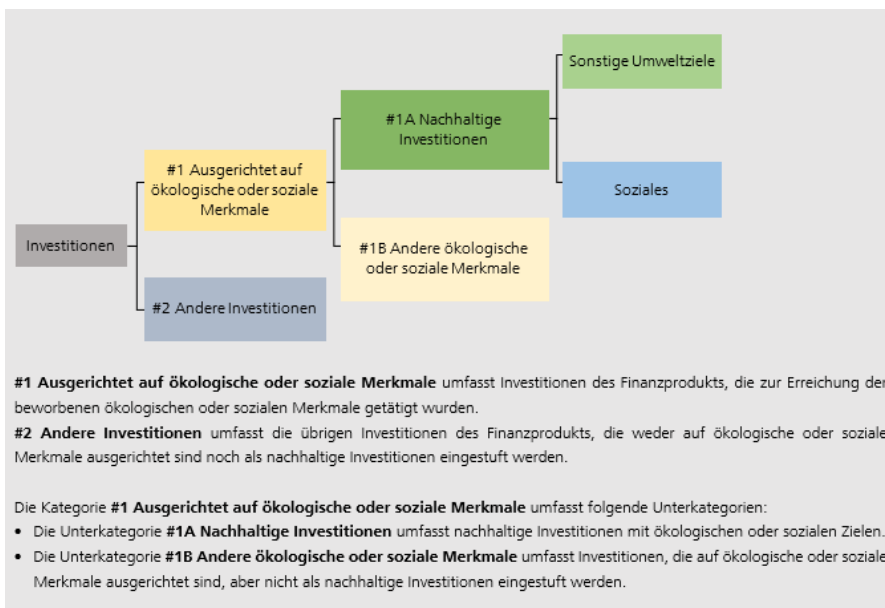 Sonstige Umweltziele
#1A Nachhaltige
Investitionen
#1 Ausgerichtet auf
ökologische oder soziale
Merkmale
Soziales
Investitionen
#1B Andere ökologische
oder soziale Merkmale
#2 Andere Investitionen
#1 Ausgerichtet auf ökologische oder soziale Merkmale umfasst Investitionen des Finanzprodukts, die zur Erreichung der
beworbenen ökologischen oder sozialen Merkmale getätigt wurden.
#2 Andere Investitionen umfasst die übrigen Investitionen des Finanzprodukts, die weder auf ökologische oder soziale
Merkmale ausgerichtet sind noch als nachhaltige Investitionen eingestuft werden.
Die Kategorie #1 Ausgerichtet auf ökologische oder soziale Merkmale umfasst folgende Unterkategorien:
• Die Unterkategorie #1A Nachhaltige Investitionen umfasst nachhaltige Investitionen mit ökologischen oder sozialen Zielen.
• Die Unterkategorie #1B Andere ökologische oder soziale Merkmale umfasst Investitionen, die auf ökologische oder soziale
Merkmale ausgerichtet sind, aber nicht als nachhaltige Investitionen eingestuft werden.